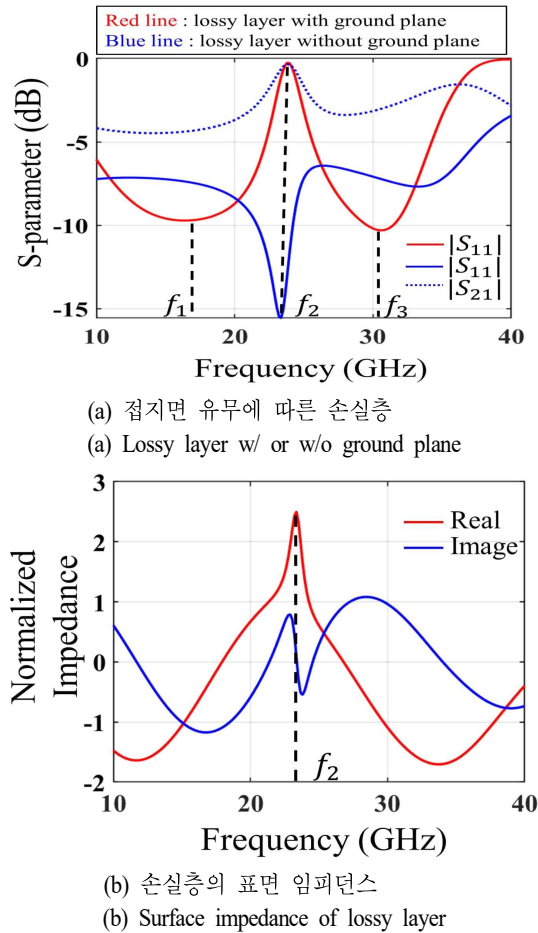 Red line : lossy layer with ground plane
Blue line : lossy layer without ground plane
S-parameter (dB)
0
-5
-10
-15
f₁
f₂
f₃
|S₁₁|
|S₁₁|
|S₂₁|
10
20
30
40
Frequency (GHz)
(a) 접지면 유무에 따른 손실층
(a) Lossy layer w/ or w/o ground plane
Normalized
Impedance
3
2
1
0
-1
-2
Real
Image
f₂
10
20
30
40
Frequency (GHz)
(b) 손실층의 표면 임피던스
(b) Surface impedance of lossy layer